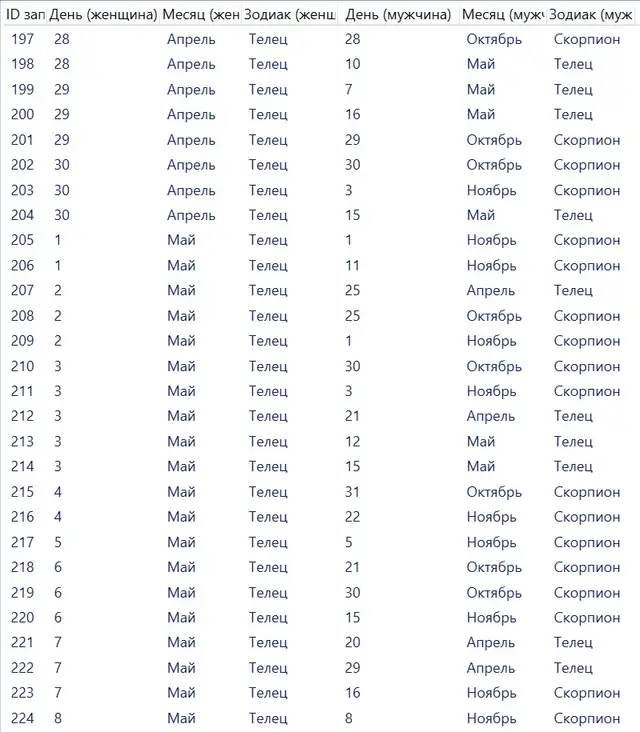 ID зап День (женщина) Месяц (жен Зодиак (женщ День (мужчина) Месяц (мужч Зодиак (муж
197 28 Апрель Телец 28 Октябрь Скорпион
198 28 Апрель Телец 10 Май Телец
199 29 Апрель Телец 7 Май Телец
200 29 Апрель Телец 16 Май Телец
201 29 Апрель Телец 29 Октябрь Скорпион
202 30 Апрель Телец 30 Октябрь Скорпион
203 30 Апрель Телец 3 Ноябрь Скорпион
204 30 Апрель Телец 15 Май Телец
205 1 Май Телец 1 Ноябрь Скорпион
206 1 Май Телец 11 Ноябрь Скорпион
207 2 Май Телец 25 Апрель Телец
208 2 Май Телец 25 Октябрь Скорпион
209 2 Май Телец 1 Ноябрь Скорпион
210 3 Май Телец 30 Октябрь Скорпион
211 3 Май Телец 3 Ноябрь Скорпион
212 3 Май Телец 21 Апрель Телец
213 3 Май Телец 12 Май Телец
214 3 Май Телец 15 Май Телец
215 4 Май Телец 31 Октябрь Скорпион
216 4 Май Телец 22 Ноябрь Скорпион
217 5 Май Телец 5 Ноябрь Скорпион
218 6 Май Телец 21 Октябрь Скорпион
219 6 Май Телец 30 Октябрь Скорпион
220 6 Май Телец 15 Ноябрь Скорпион
221 7 Май Телец 20 Апрель Телец
222 7 Май Телец 29 Апрель Телец
223 7 Май Телец 16 Ноябрь Скорпион
224 8 Май Телец 8 Ноябрь Скорпион